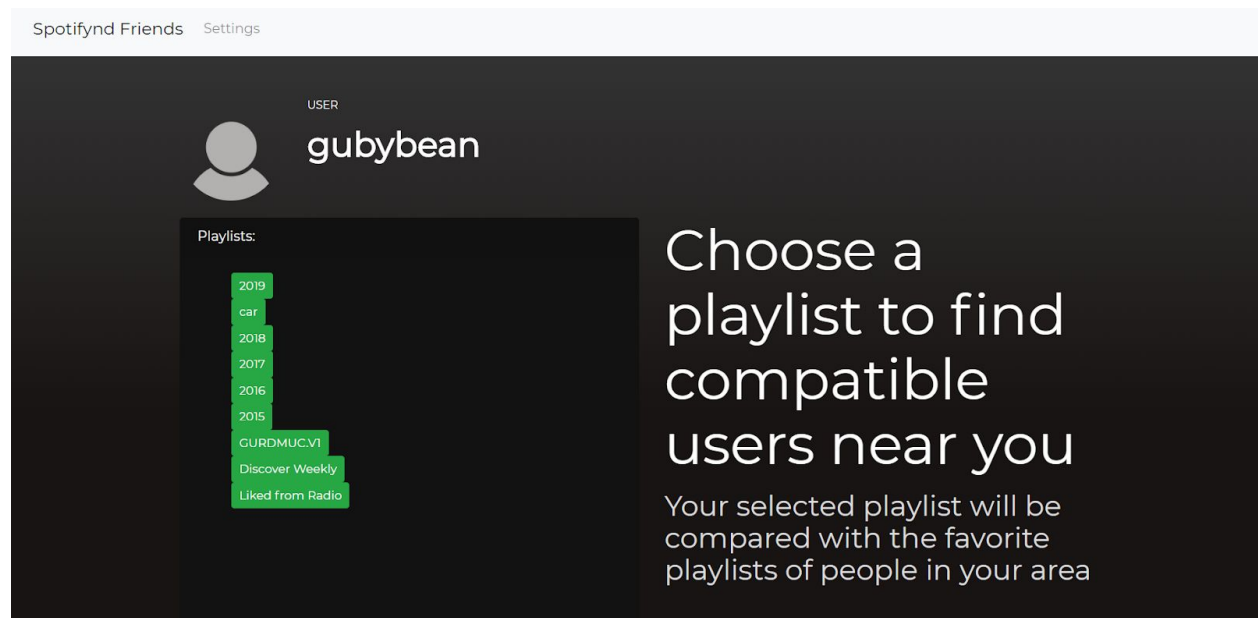 Spotifynd Friends Settings
USER
gubybean
Playlists:
2019
car
2018
2017
2016
2015
GURDMUC.V1
Discover Weekly
Liked from Radio
Choose a
playlist to find
compatible
users near you
Your selected playlist will be
compared with the favorite
playlists of people in your area